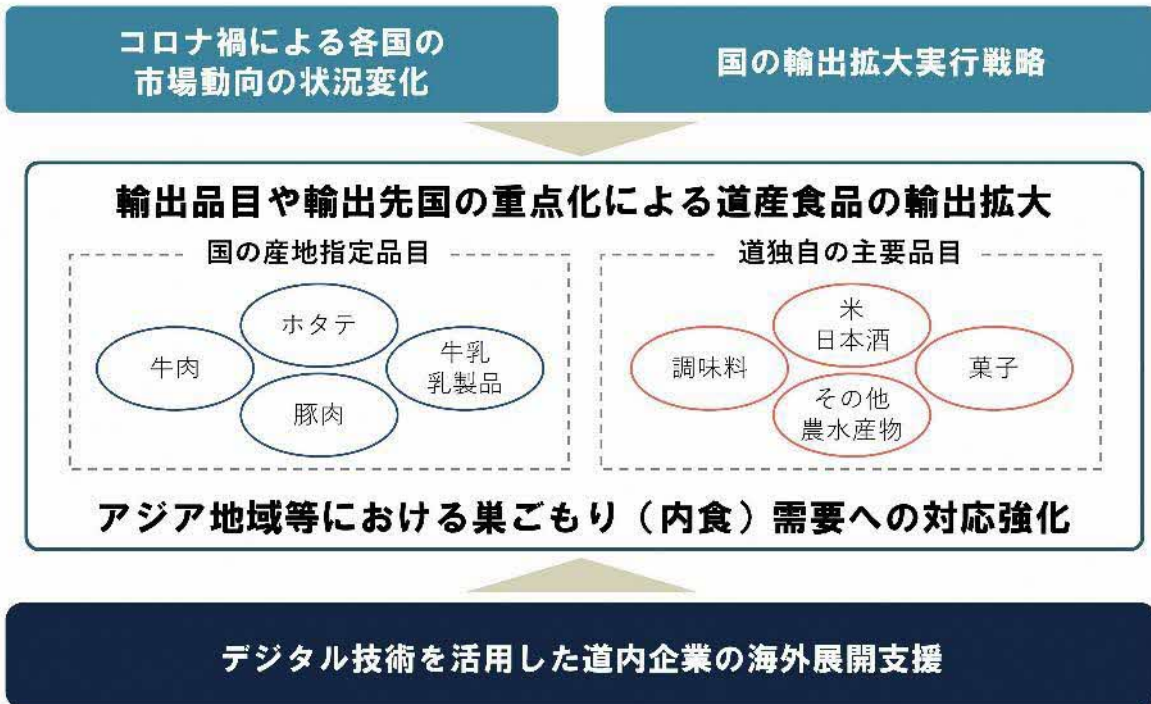 コロナ禍による各国の
市場動向の状況変化
国の輸出拡大実行戦略
輸出品目や輸出先国の重点化による道産食品の輸出拡大
国の産地指定品目
ホタテ
牛肉
牛乳
乳製品
豚肉
道独自の主要品目
米
日本酒
調味料
菓子
その他
農水産物
アジア地域等における巣ごもり（内食）需要への対応強化
デジタル技術を活用した道内企業の海外展開支援